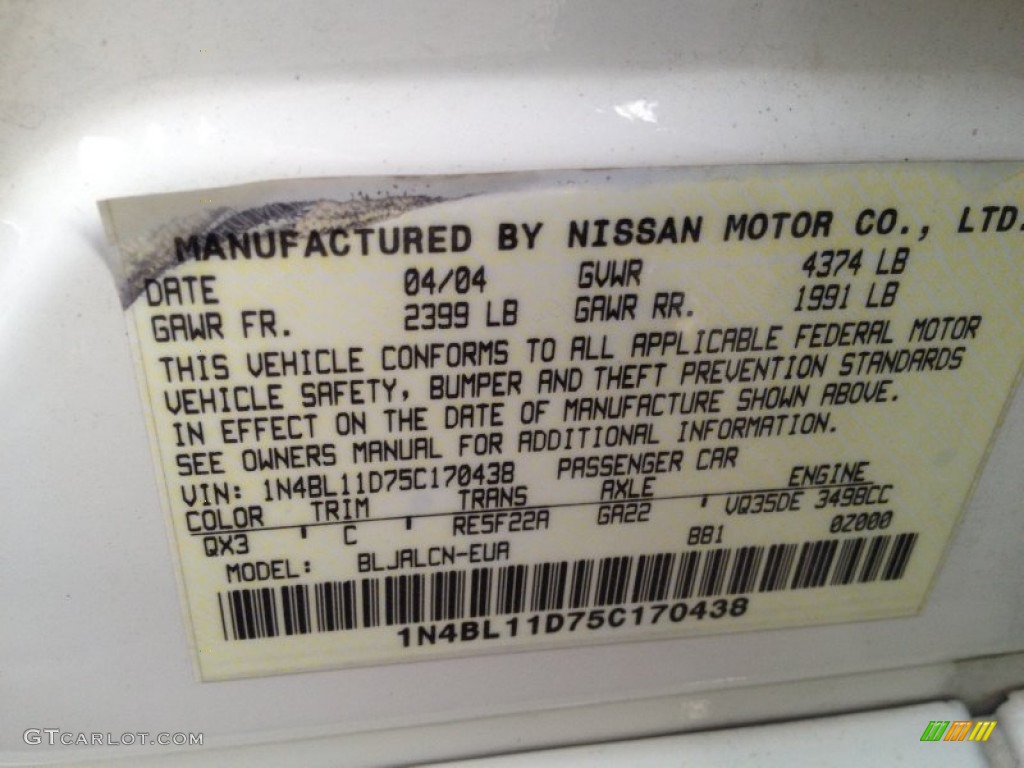 MANUFACTURED BY NISSAN MOTOR CO., LTD.
DATE 04/04 GVWR 4374 LB
GAWR FR. 2399 LB GAWR RR. 1991 LB
THIS VEHICLE CONFORMS TO ALL APPLICABLE FEDERAL MOTOR
VEHICLE SAFETY, BUMPER AND THEFT PREVENTION STANDARDS
IN EFFECT ON THE DATE OF MANUFACTURE SHOWN ABOVE.
SEE OWNERS MANUAL FOR ADDITIONAL INFORMATION.
VIN: 1N4BL11D75C170438 PASSENGER CAR
COLOR TRIM TRANS AXLE ENGINE
QX3 C RE5F22A GA22 VQ35DE 3498CC
MODEL: BLJALCN-EUA BB1 0Z000
1N4BL11D75C170438
GTCARLOT.COM